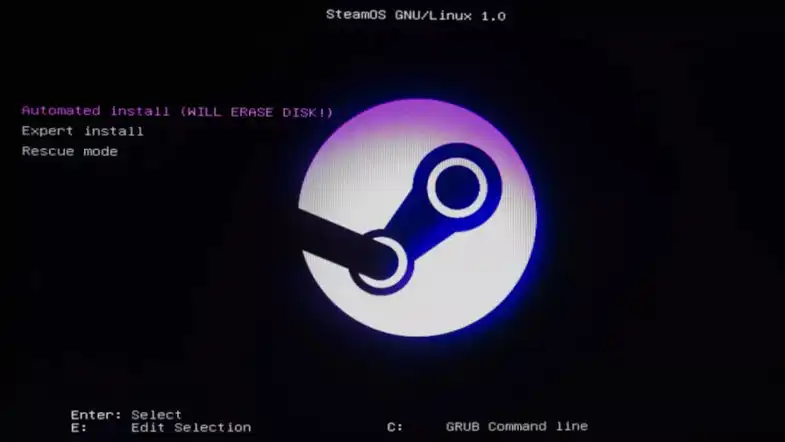 SteamOS GNU/Linux 1.0
Automated install (WILL ERASE DISK!)
Expert install
Rescue mode
Enter: Select
E: Edit Selection
C: GRUB Command line